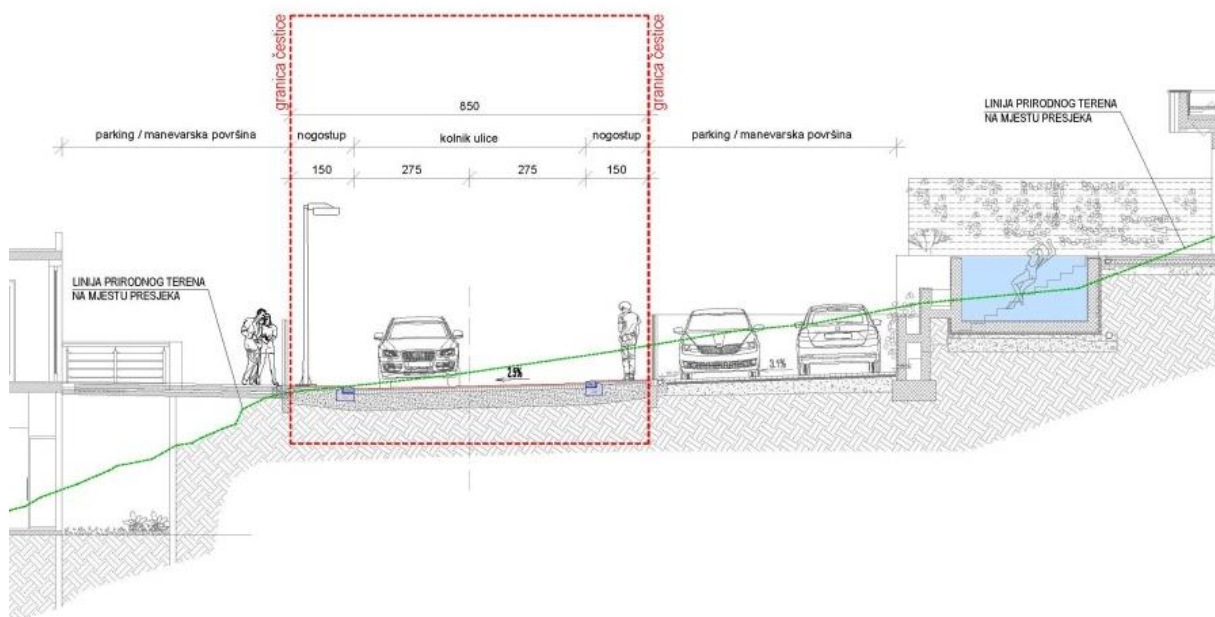 granica čestice
granica čestice
850
LINIJA PRIRODNOG TERENA
NA MJESTU PRESJEKA
parking / manevarska površina
nogostup
kolnik ulice
nogostup
parking / manevarska površina
150
275
275
150
LINIJA PRIRODNOG TERENA
NA MJESTU PRESJEKA
2.5%
3.1%